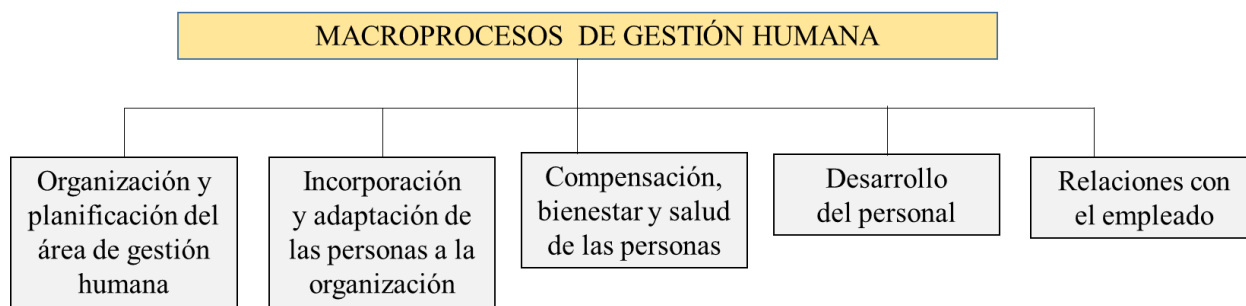 MACROPROCESOS DE GESTIÓN HUMANA
Organización y
planificación del
área de gestión
humana
Incorporación
y adaptación de
las personas a la
organización
Compensación,
bienestar y salud
de las personas
Desarrollo
del personal
Relaciones con
el empleado